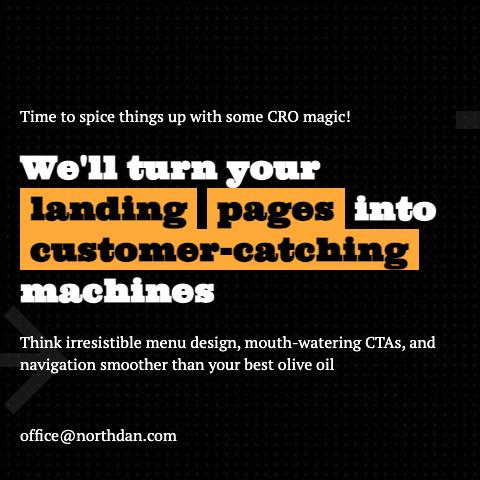 Time to spice things up with some CRO magic!
We'll turn your
landing pages into
customer-catching
machines
Think irresistible menu design, mouth-watering CTAs, and
navigation smoother than your best olive oil
office@northdan.com